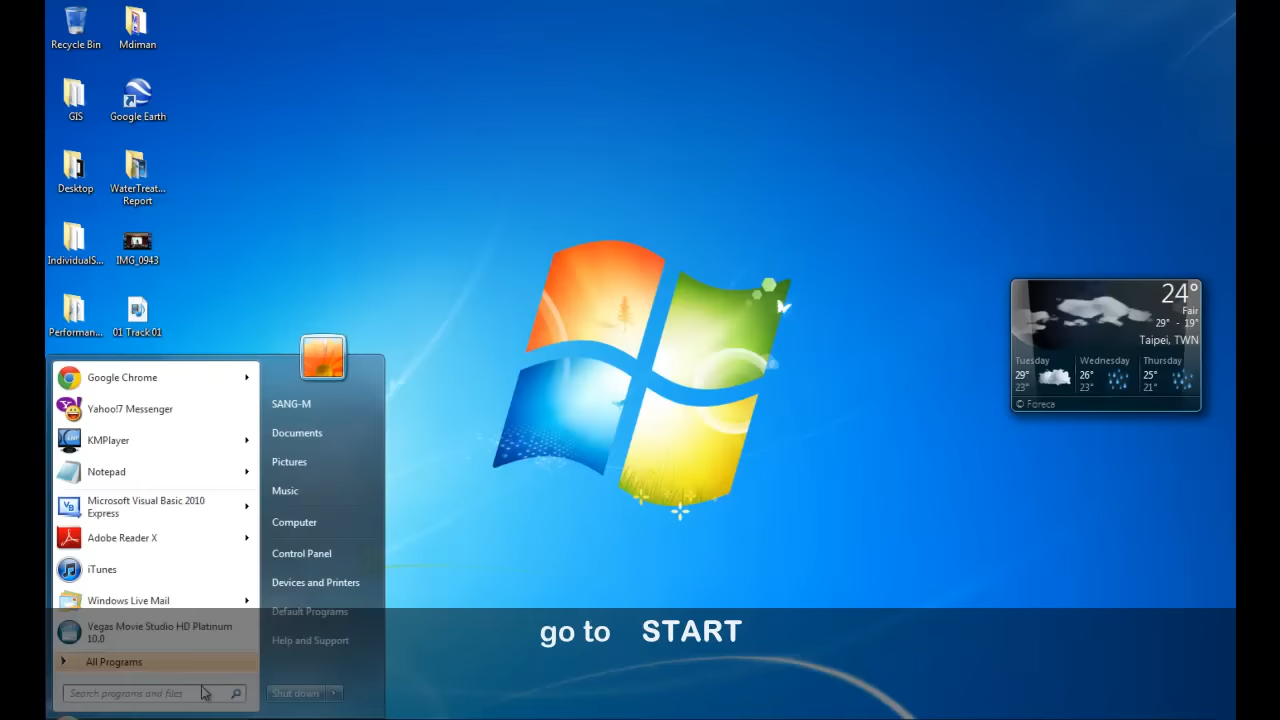 Recycle Bin
Mdiman
GIS
Google Earth
Desktop
WaterTreat...
Report
IndividualS...
IMG_0943
Performan...
01 Track 01
24°
Fair
29° - 19°
Taipei, TWN
Tuesday
Wednesday
Thursday
29°
26°
25°
23°
23°
21°
© Foreca
Google Chrome
Yahoo!7 Messenger
KMPlayer
Notepad
Microsoft Visual Basic 2010
Express
Adobe Reader X
iTunes
Windows Live Mail
Vegas Movie Studio HD Platinum
10.0
All Programs
Search programs and files
SANG-M
Documents
Pictures
Music
Computer
Control Panel
Devices and Printers
Default Programs
Help and Support
Shut down
go to START